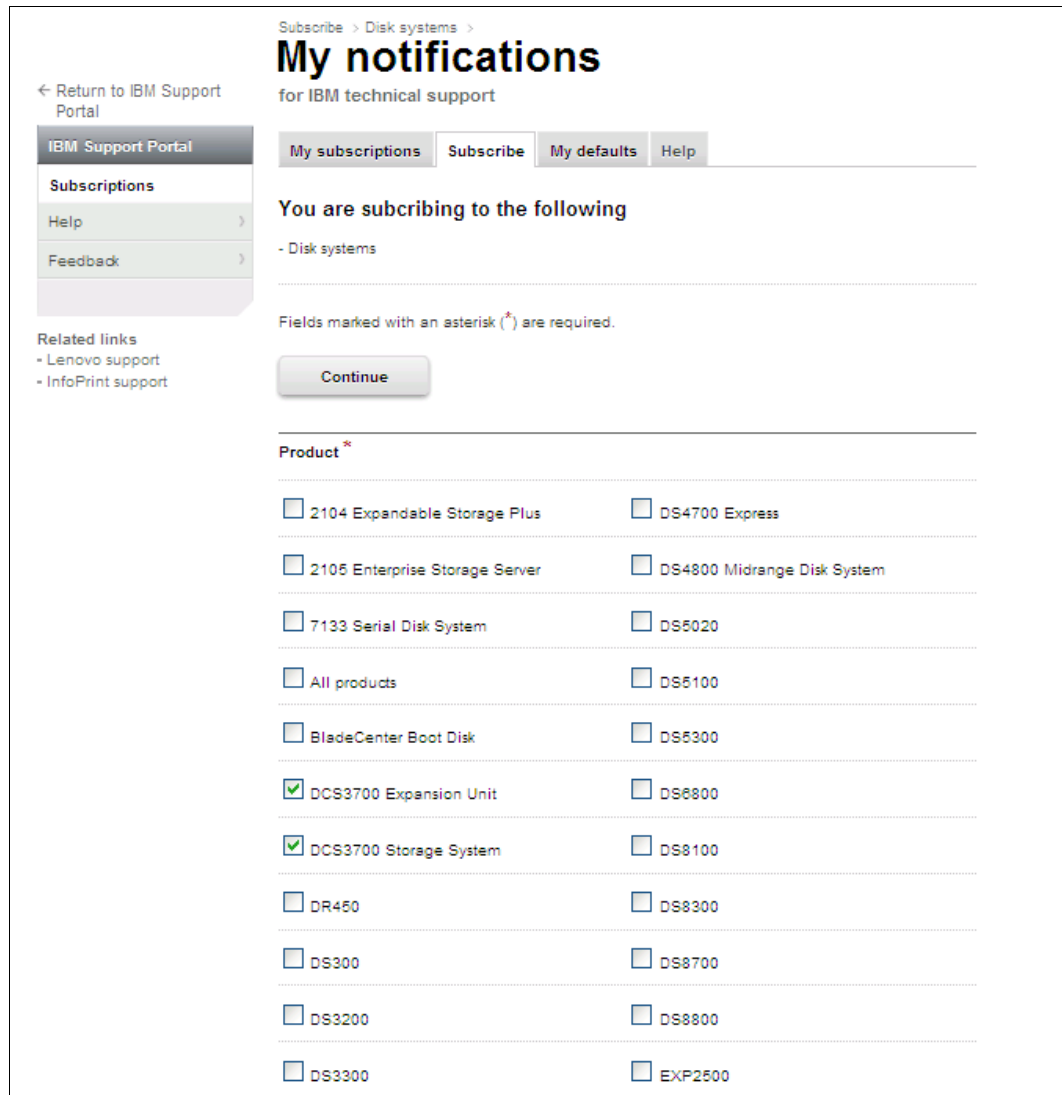 Subscribe > Disk systems >
My notifications
for IBM technical support
← Return to IBM Support
Portal
IBM Support Portal
Subscriptions
Help
Feedback
Related links
- Lenovo support
- InfoPrint support
My subscriptions Subscribe My defaults Help
You are subcribing to the following
- Disk systems
Fields marked with an asterisk (*) are required.
Continue
Product *
2104 Expandable Storage Plus DS4700 Express
2105 Enterprise Storage Server DS4800 Midrange Disk System
7133 Serial Disk System DS5020
All products DS5100
BladeCenter Boot Disk DS5300
DCS3700 Expansion Unit DS6800
DCS3700 Storage System DS8100
DR450 DS8300
DS300 DS8700
DS3200 DS8800
DS3300 EXP2500